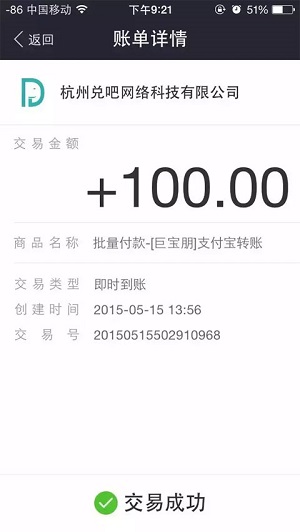 -86 中国移动 下午9:21 51%
返回 账单详情
杭州兑吧网络科技有限公司
交易金额
+100.00
商品名称 批量付款-[巨宝朋]支付宝转账
交易类型 即时到账
创建时间 2015-05-15 13:56
交易号 20150515502910968
交易成功